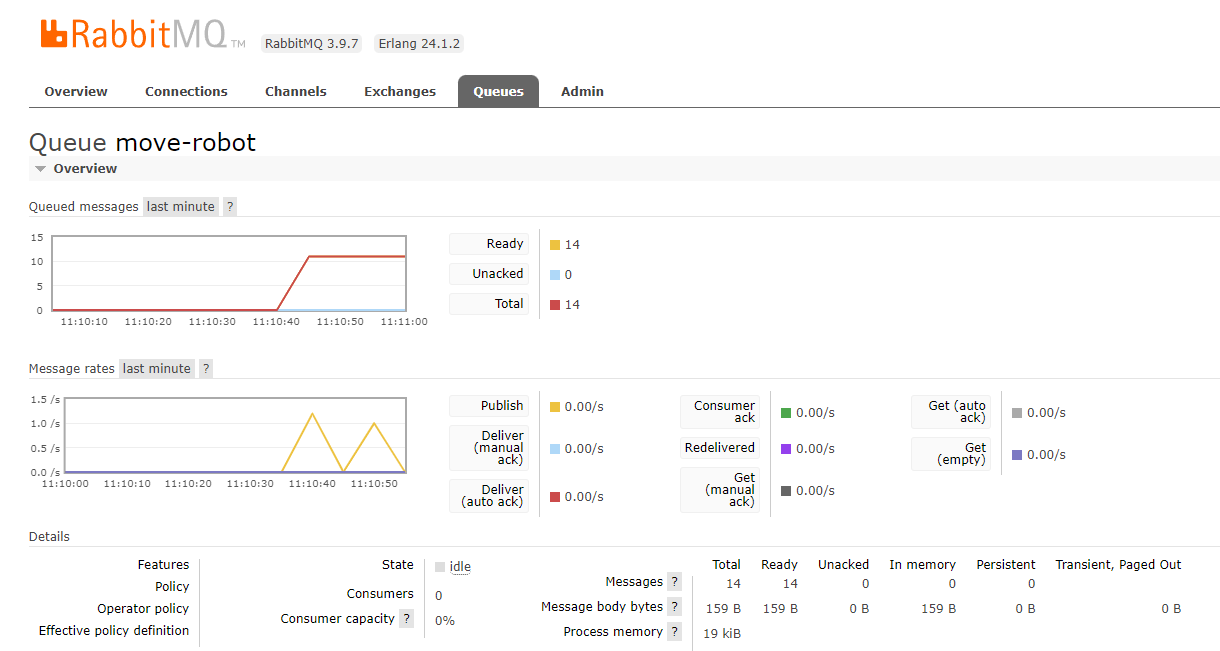 RabbitMQ TM RabbitMQ 3.9.7 Erlang 24.1.2
Overview Connections Channels Exchanges Queues Admin
Queue move-robot
Overview
Queued messages last minute ?
15
10
5
0
11:10:10 11:10:20 11:10:30 11:10:40 11:10:50 11:11:00
Ready 14
Unacked 0
Total 14
Message rates last minute ?
1.5 /s
1.0 /s
0.5 /s
0.0 /s
11:10:00 11:10:10 11:10:20 11:10:30 11:10:40 11:10:50
Publish 0.00/s
Deliver
(manual
ack)
0.00/s
Deliver
(auto ack)
0.00/s
Consumer
ack
0.00/s
Redelivered 0.00/s
Get
(manual
ack)
0.00/s
Get (auto
ack)
0.00/s
Get
(empty)
0.00/s
Details
Features
Policy
Operator policy
Effective policy definition
State idle
Consumers 0
Consumer capacity ? 0%
Total Ready Unacked In memory Persistent Transient, Paged Out
Messages ? 14 14 0 0 0
Message body bytes ? 159 B 159 B 0 B 159 B 0 B 0 B
Process memory ? 19 kiB